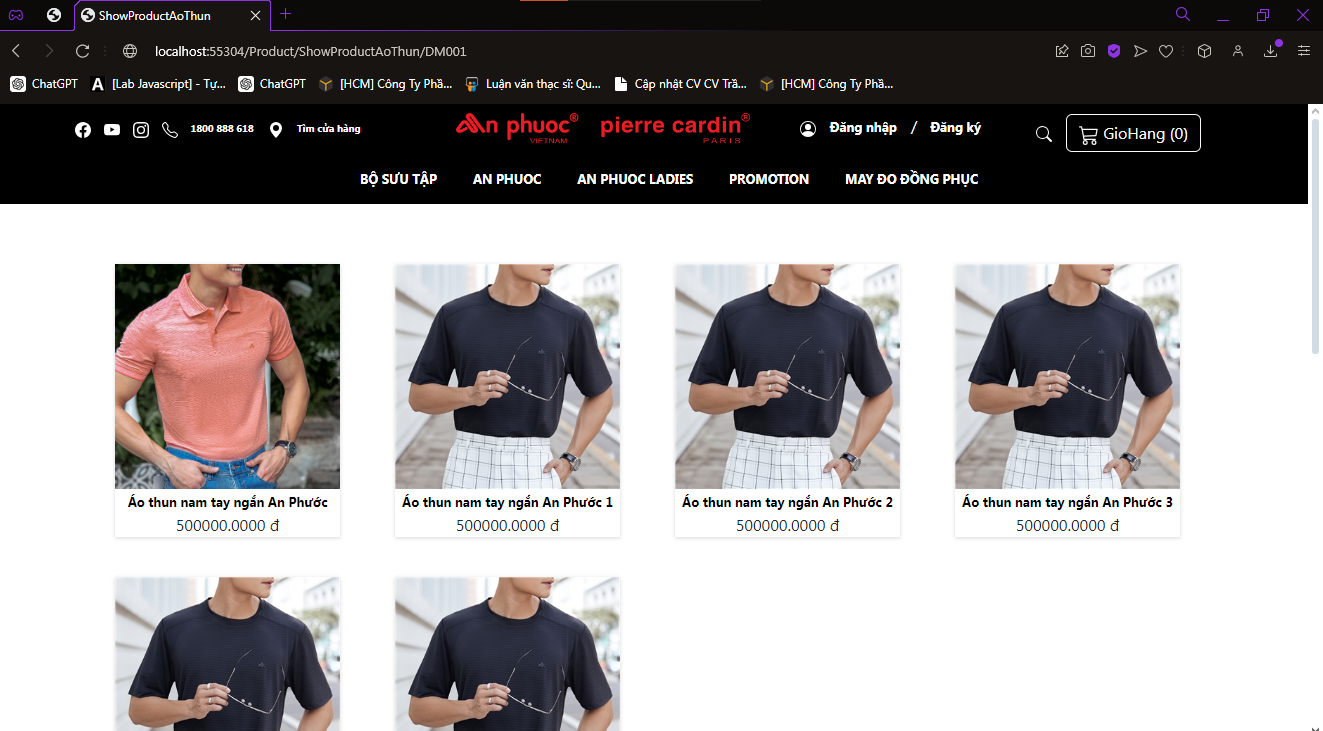 ShowProductAoThun
localhost:55304/Product/ShowProductAoThun/DM001
ChatGPT
[Lab Javascript] - Tự...
ChatGPT
[HCM] Công Ty Phầ...
Luận văn thạc sĩ: Qu...
Cập nhật CV CV Trầ...
[HCM] Công Ty Phầ...
1800 888 618
Tìm cửa hàng
An phuoc®
VIETNAM
pierre cardin®
PARIS
Đăng nhập / Đăng ký
GioHang (0)
BỘ SƯU TẬP
AN PHUOC
AN PHUOC LADIES
PROMOTION
MAY ĐO ĐỒNG PHỤC
Áo thun nam tay ngắn An Phước
500000.0000 đ
Áo thun nam tay ngắn An Phước 1
500000.0000 đ
Áo thun nam tay ngắn An Phước 2
500000.0000 đ
Áo thun nam tay ngắn An Phước 3
500000.0000 đ